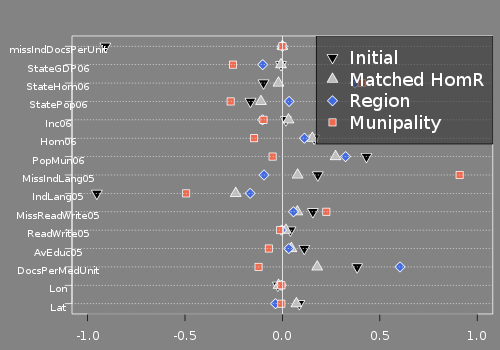 missIndDocsPerUnit
StateGDP06
StateHom06
StatePop06
Inc06
Hom06
PopMun06
MissIndLang05
IndLang05
MissReadWrite05
ReadWrite05
AvEduc05
DocsPerMedUnit
Lon
Lat
Initial
Matched HomR
Region
Munipality
-1.0 -0.5 0.0 0.5 1.0